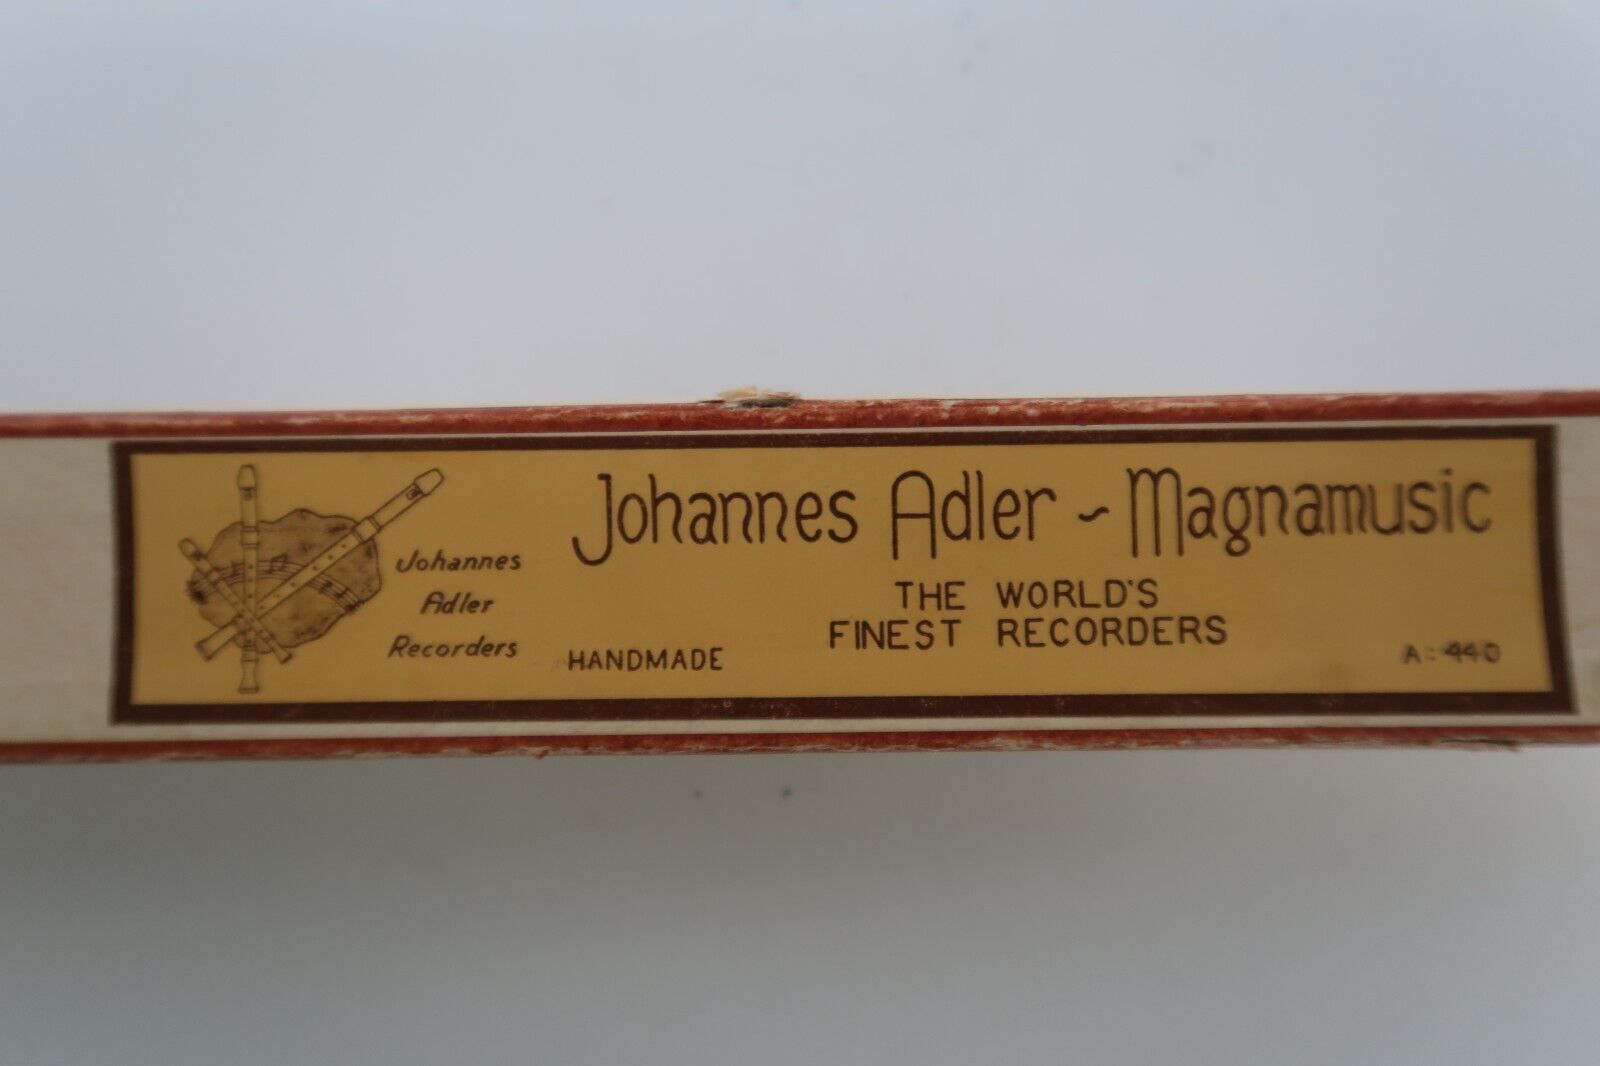 Johannes
Adler
Recorders
Johannes Adler ~ Magnamusic
THE WORLD'S
FINEST RECORDERS
HANDMADE
A = 440